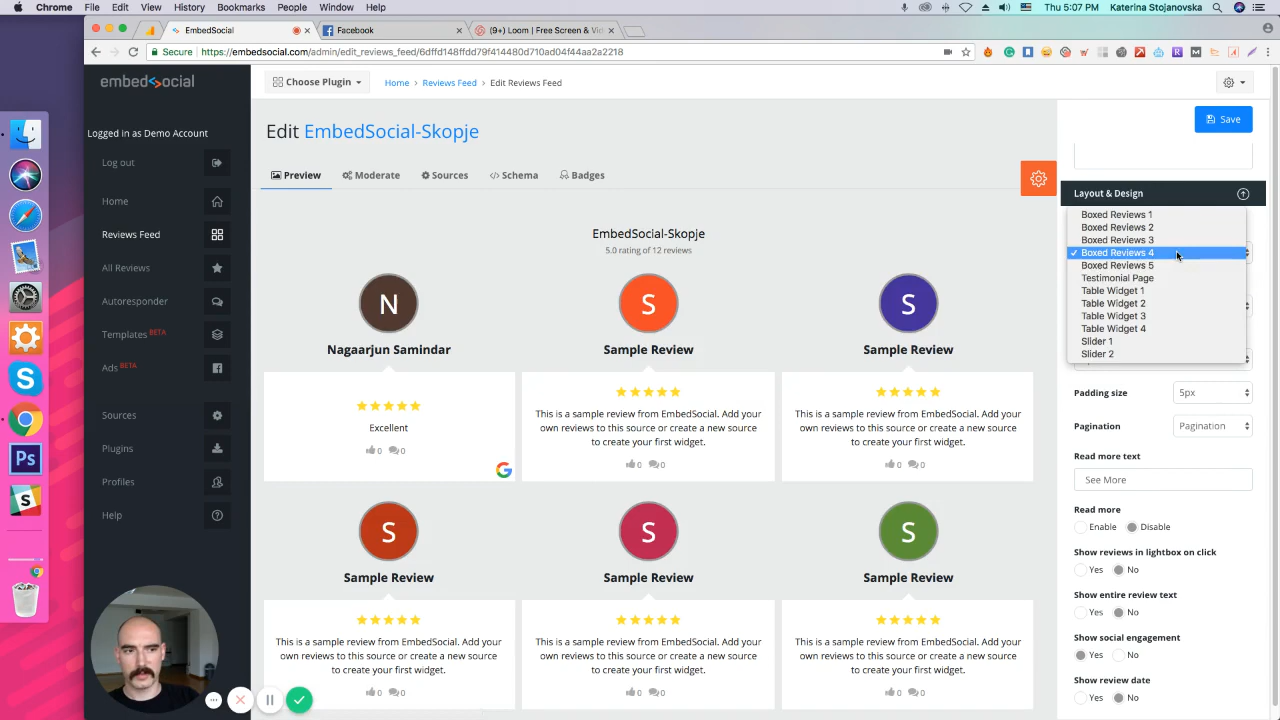 Chrome File Edit View History Bookmarks People Window Help
Thu 5:07 PM Katerina Stojanovska
EmbedSocial
Facebook
(9+) Loom | Free Screen & Vid
Secure https://embedsocial.com/admin/edit_reviews_feed/6dffd148ffdd79f414480d710ad04f44aa2a2218
embedsocial
Choose Plugin
Home > Reviews Feed > Edit Reviews Feed
Logged in as Demo Account
Log out
Home
Reviews Feed
All Reviews
Autoresponder
Templates BETA
Ads BETA
Sources
Plugins
Profiles
Help
Ps
Edit EmbedSocial-Skopje
Preview
Moderate
Sources
Schema
Badges
EmbedSocial-Skopje
5.0 rating of 12 reviews
N
Nagaarjun Samindar
Excellent
0 0
G
S
Sample Review
This is a sample review from EmbedSocial. Add your
own reviews to this source or create a new source
to create your first widget.
0 0
S
Sample Review
This is a sample review from EmbedSocial. Add your
own reviews to this source or create a new source
to create your first widget.
0 0
S
Sample Review
This is a sample review from EmbedSocial. Add your
own reviews to this source or create a new source
to create your first widget.
0 0
S
Sample Review
This is a sample review from EmbedSocial. Add your
own reviews to this source or create a new source
to create your first widget.
0 0
S
Sample Review
This is a sample review from EmbedSocial. Add your
own reviews to this source or create a new source
to create your first widget.
0 0
Save
Layout & Design
Boxed Reviews 1
Boxed Reviews 2
Boxed Reviews 3
✓ Boxed Reviews 4
Boxed Reviews 5
Testimonial Page
Table Widget 1
Table Widget 2
Table Widget 3
Table Widget 4
Slider 1
Slider 2
Padding size 5px
Pagination Pagination
Read more text
See More
Read more
Enable Disable
Show reviews in lightbox on click
Yes No
Show entire review text
Yes No
Show social engagement
Yes No
Show review date
Yes No